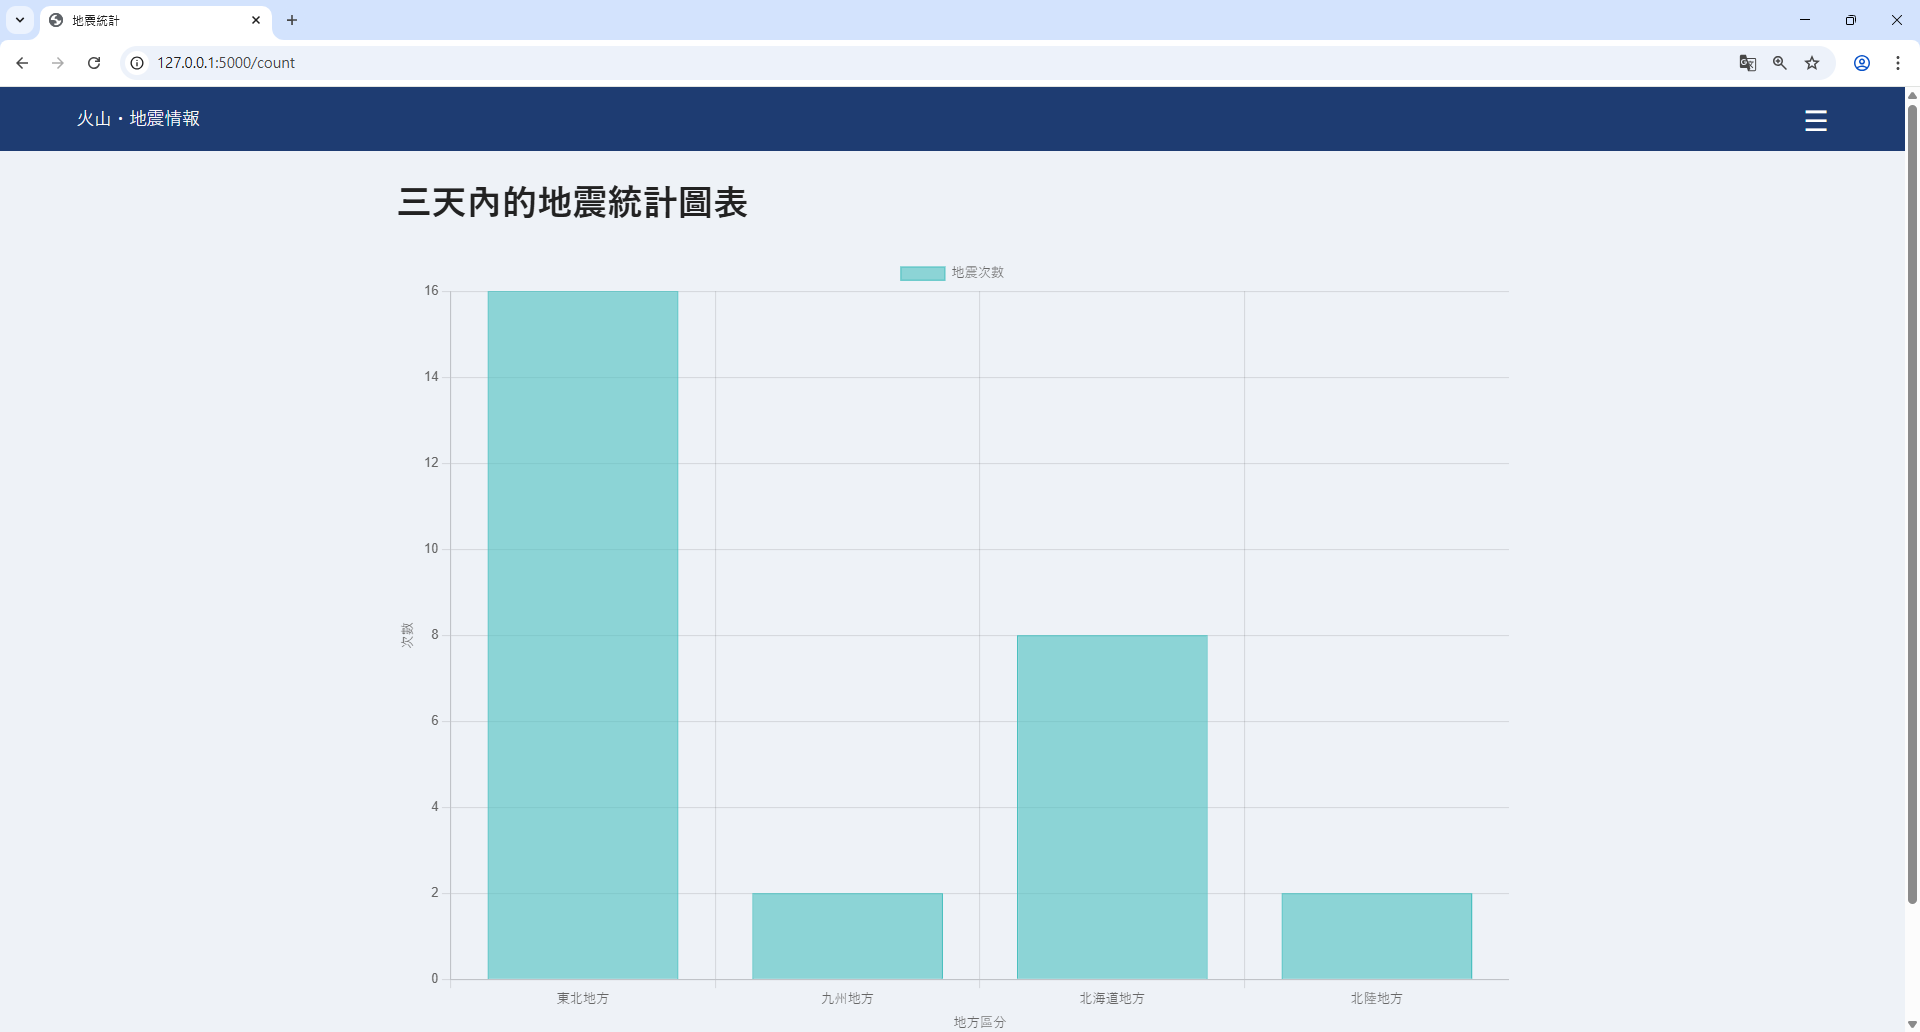 地震統計
127.0.0.1:5000/count
火山・地震情報
三天內的地震統計圖表
地震次數
16
14
12
10
8
6
4
2
0
次數
東北地方 九州地方 北海道地方 北陸地方
地方區分